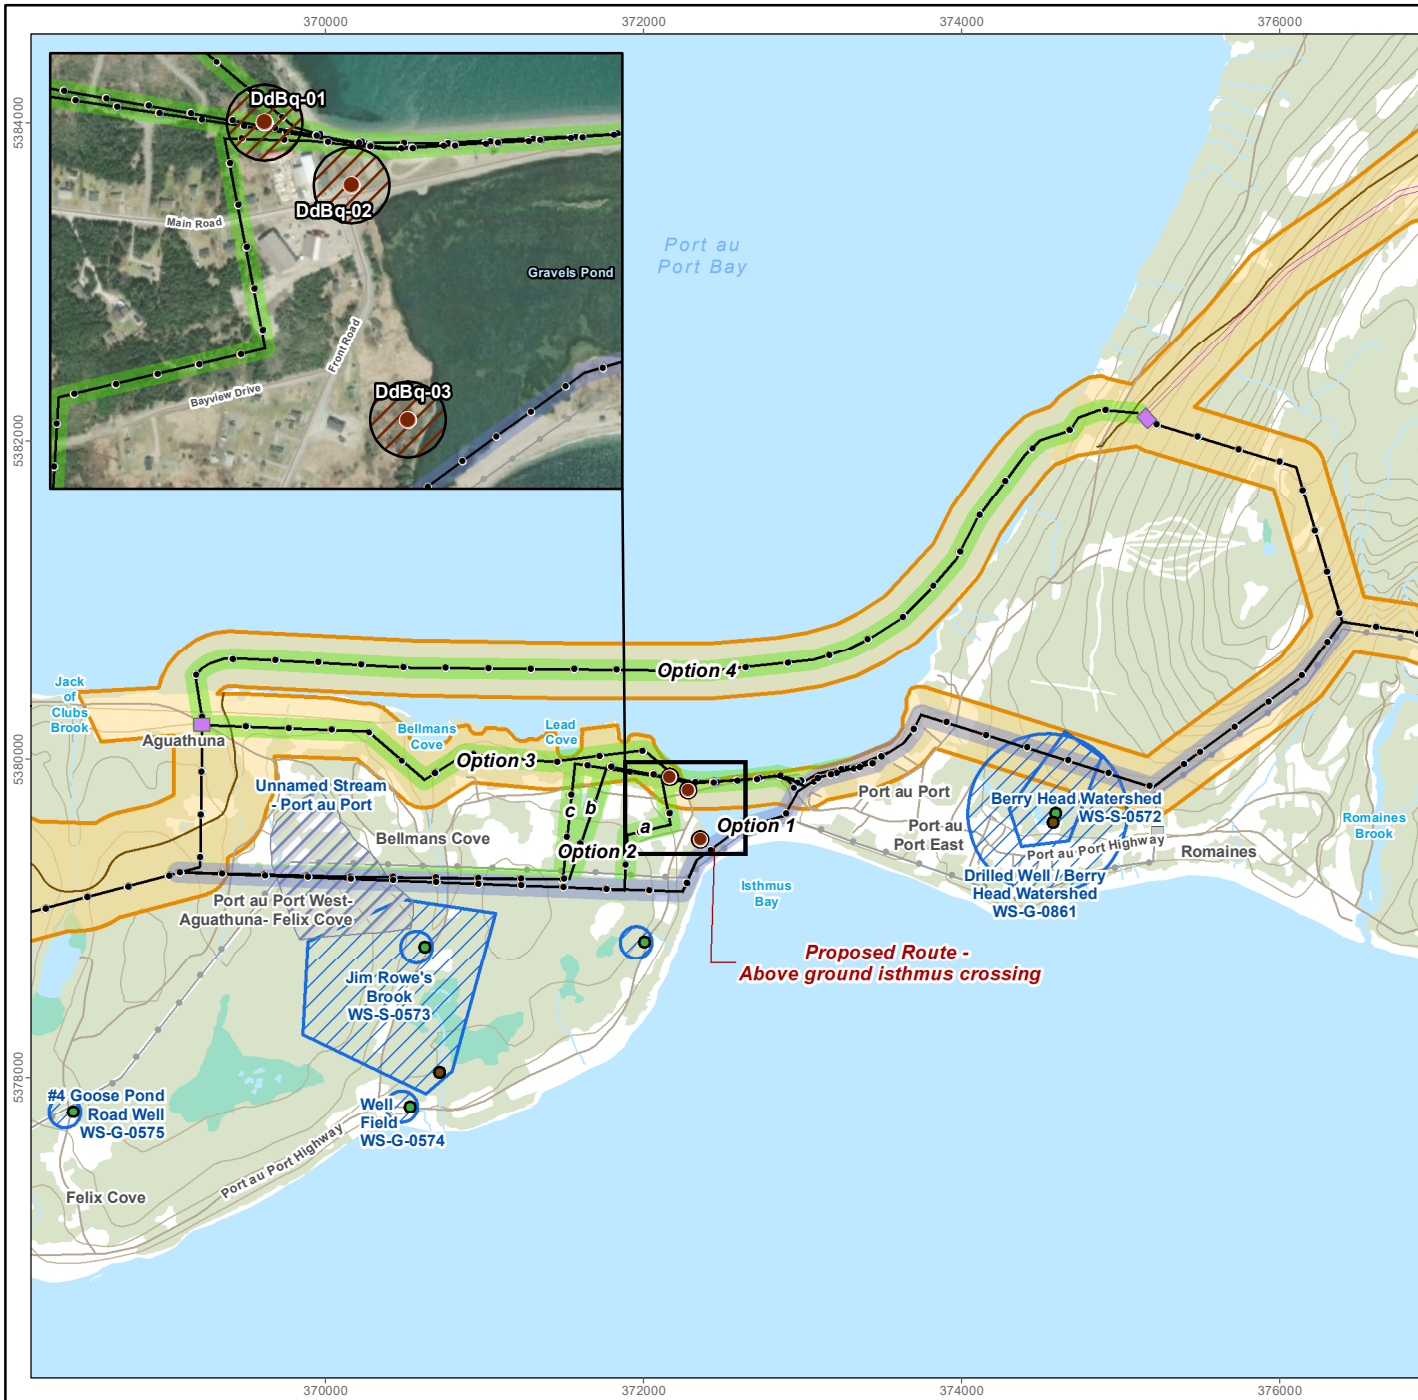 370000
372000
374000
376000
5384000
5382000
5380000
5378000
DdBq-01
DdBq-02
Main Road
Gravels Pond
Front Road
Bayview Drive
DdBq-03
Port au
Port Bay
Option 4
Jack
of
Clubs
Brook
Aguathuna
Bellmans
Cove
Lead
Cove
Option 3
Unnamed Stream
- Port au Port
c
b
a
Bellmans Cove
Option 2
Option 1
Port au Port
Port au
Port East
Berry Head Watershed
WS-S-0572
Port au Port Highway
Romaines
Romaines
Brook
Drilled Well / Berry
Head Watershed
WS-G-0861
Isthmus
Bay
Port au Port West-
Aguathuna- Felix Cove
Proposed Route -
Above ground isthmus crossing
Jim Rowe's
Brook
WS-S-0573
#4 Goose Pond
Road Well
WS-G-0575
Well
Field
WS-G-0574
Port au Port Highway
Felix Cove
370000
372000
374000
376000